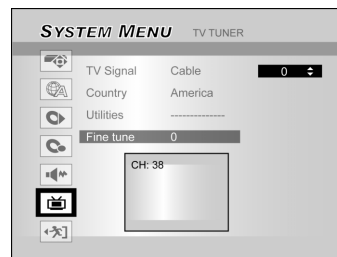 SYSTEM MENU TV TUNER
TV Signal Cable 0
Country America
Utilities -------------
Fine tune 0
CH: 38